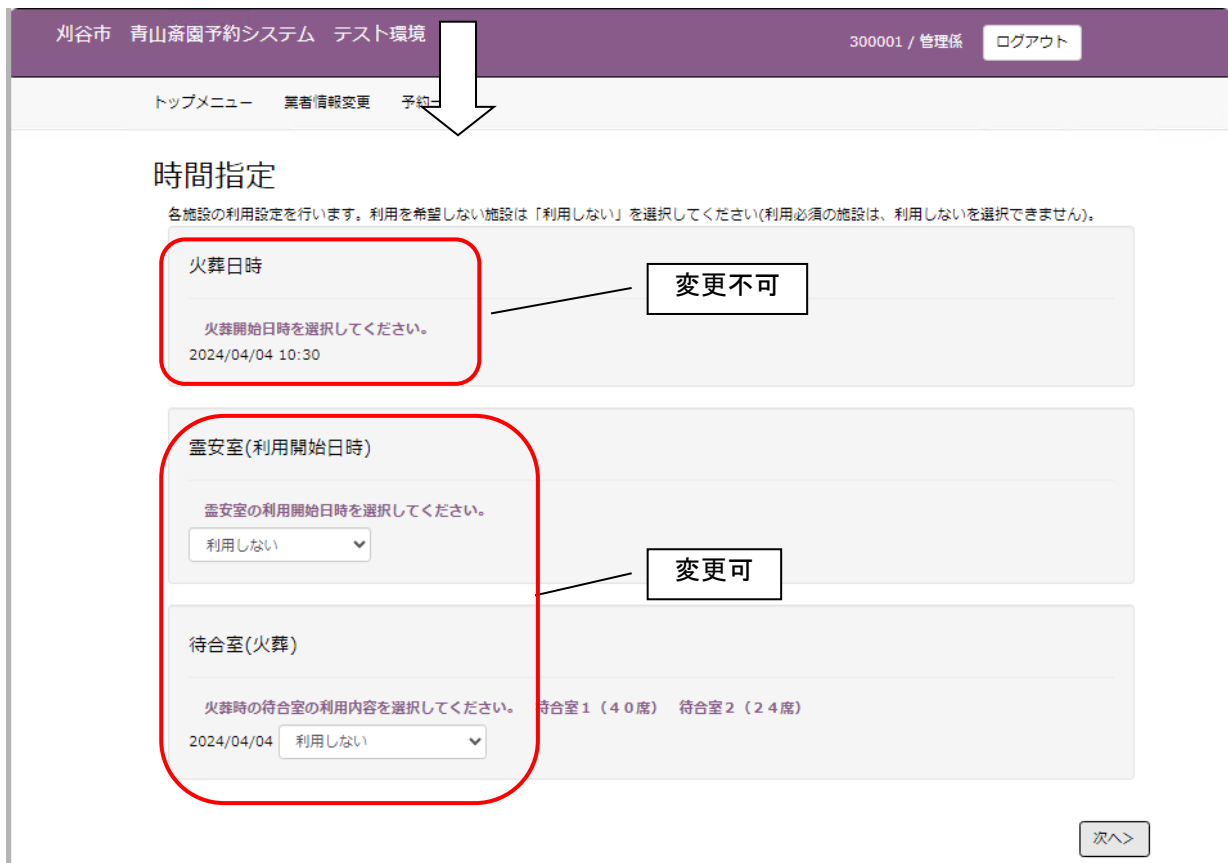 刈谷市 青山斎園予約システム テスト環境
300001 / 管理係 ログアウト
トップメニュー 業者情報変更 予約一
時間指定
各施設の利用設定を行います。利用を希望しない施設は「利用しない」を選択してください(利用必須の施設は、利用しないを選択できません)。
火葬日時
変更不可
火葬開始日時を選択してください。
2024/04/04 10:30
霊安室(利用開始日時)
霊安室の利用開始日時を選択してください。
利用しない
変更可
待合室(火葬)
火葬時の待合室の利用内容を選択してください。 待合室1(40席) 待合室2(24席)
2024/04/04 利用しない
次へ>